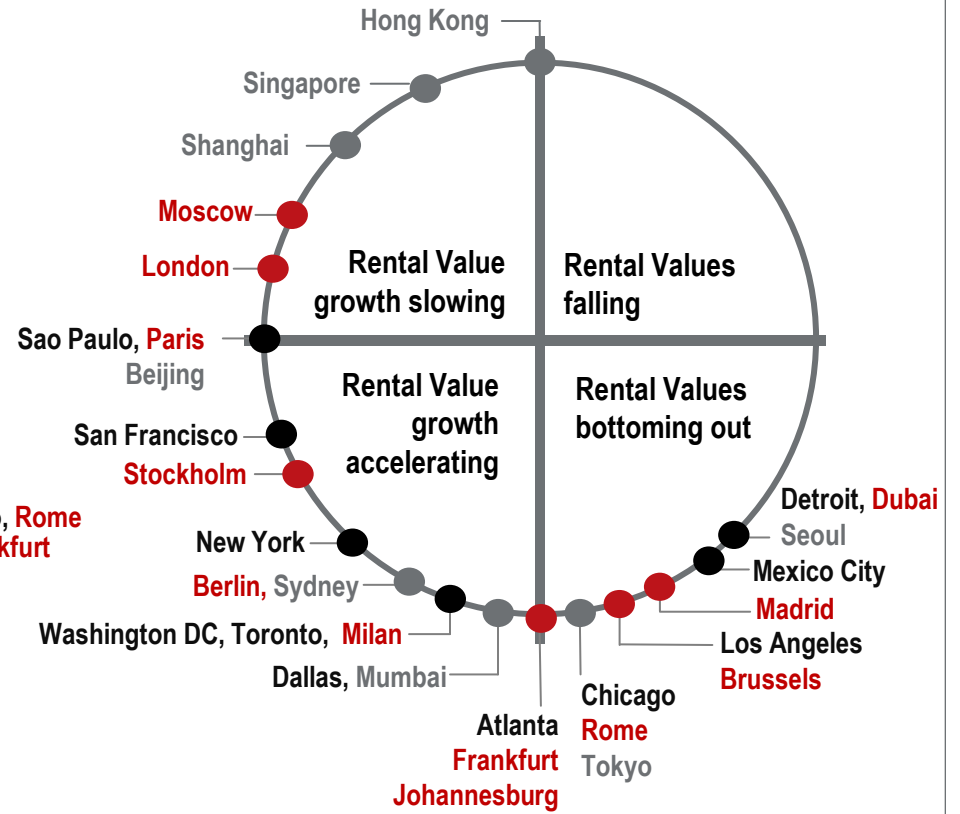 Hong Kong
Singapore
Shanghai
Moscow
London
Rental Value
growth slowing
Rental Values
falling
Sao Paulo, Paris
Beijing
Rental Value
growth
accelerating
Rental Values
bottoming out
San Francisco
Stockholm
Detroit, Dubai
Seoul
, Rome
kfurt
New York
Mexico City
Berlin, Sydney
Madrid
Washington DC, Toronto, Milan
Los Angeles
Brussels
Dallas, Mumbai
Chicago
Rome
Tokyo
Atlanta
Frankfurt
Johannesburg